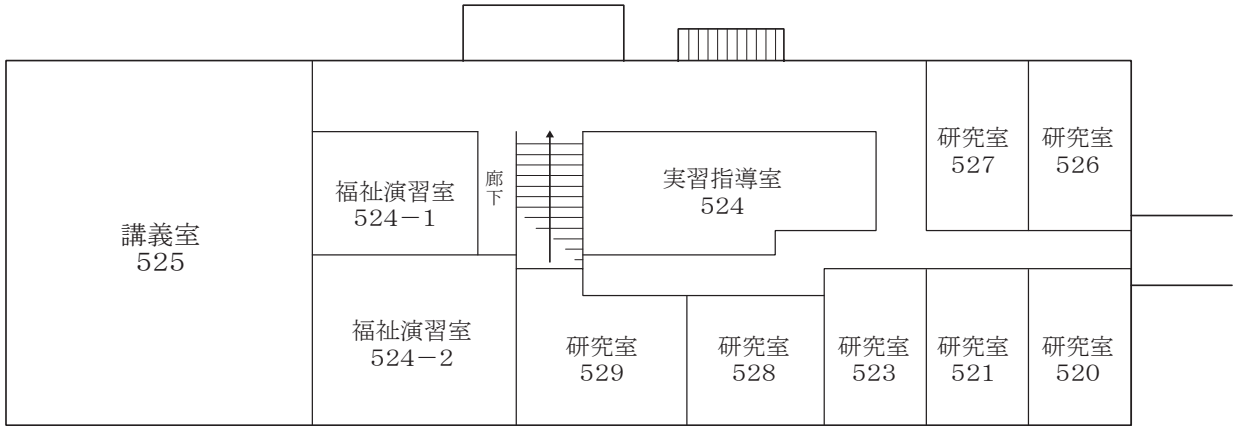 講義室
525
福祉演習室
524－1
廊下
実習指導室
524
研究室
527
研究室
526
福祉演習室
524－2
研究室
529
研究室
528
研究室
523
研究室
521
研究室
520